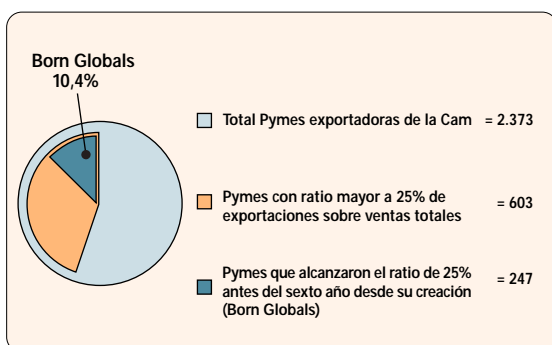 Born Globals
10,4%
Total Pymes exportadoras de la Cam = 2.373
Pymes con ratio mayor a 25% de
exportaciones sobre ventas totales = 603
Pymes que alcanzaron el ratio de 25%
antes del sexto año desde su creación = 247
(Born Globals)